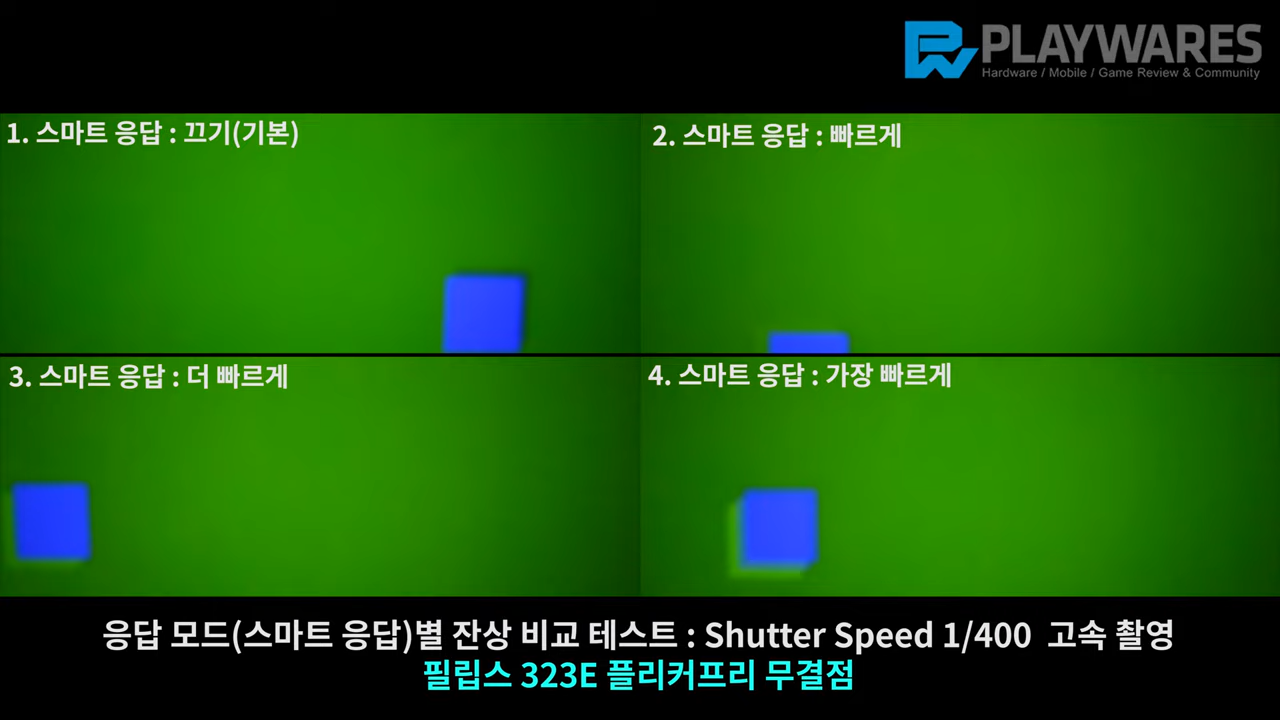 PLAYWARES
Hardware / Mobile / Game Review & Community
1. 스마트 응답 : 끄기(기본)
2. 스마트 응답 : 빠르게
3. 스마트 응답 : 더 빠르게
4. 스마트 응답 : 가장 빠르게
응답 모드(스마트 응답)별 잔상 비교 테스트 : Shutter Speed 1/400 고속 촬영
필립스 323E 플리커프리 무결점